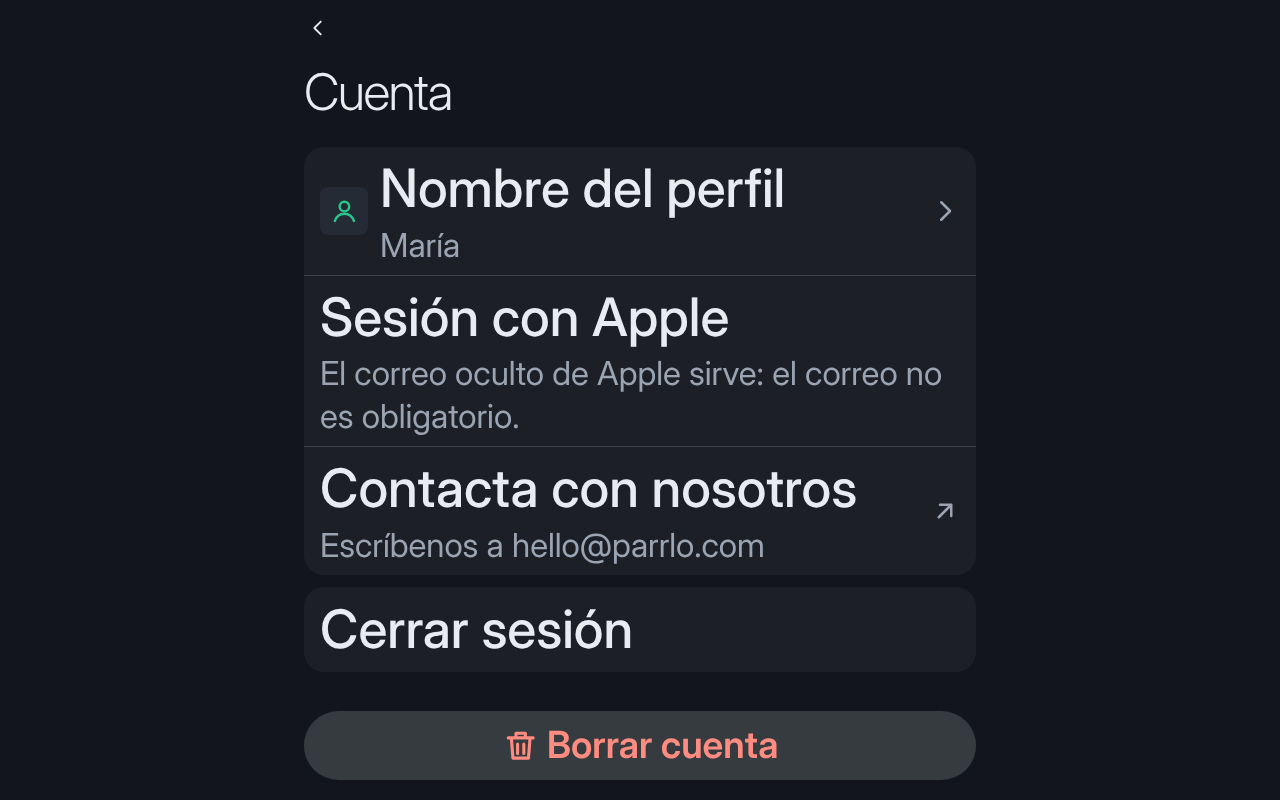 Cuenta
Nombre del perfil
María
Sesión con Apple
El correo oculto de Apple sirve: el correo no
es obligatorio.
Contacta con nosotros
Escríbenos a hello@parrlo.com
Cerrar sesión
Borrar cuenta